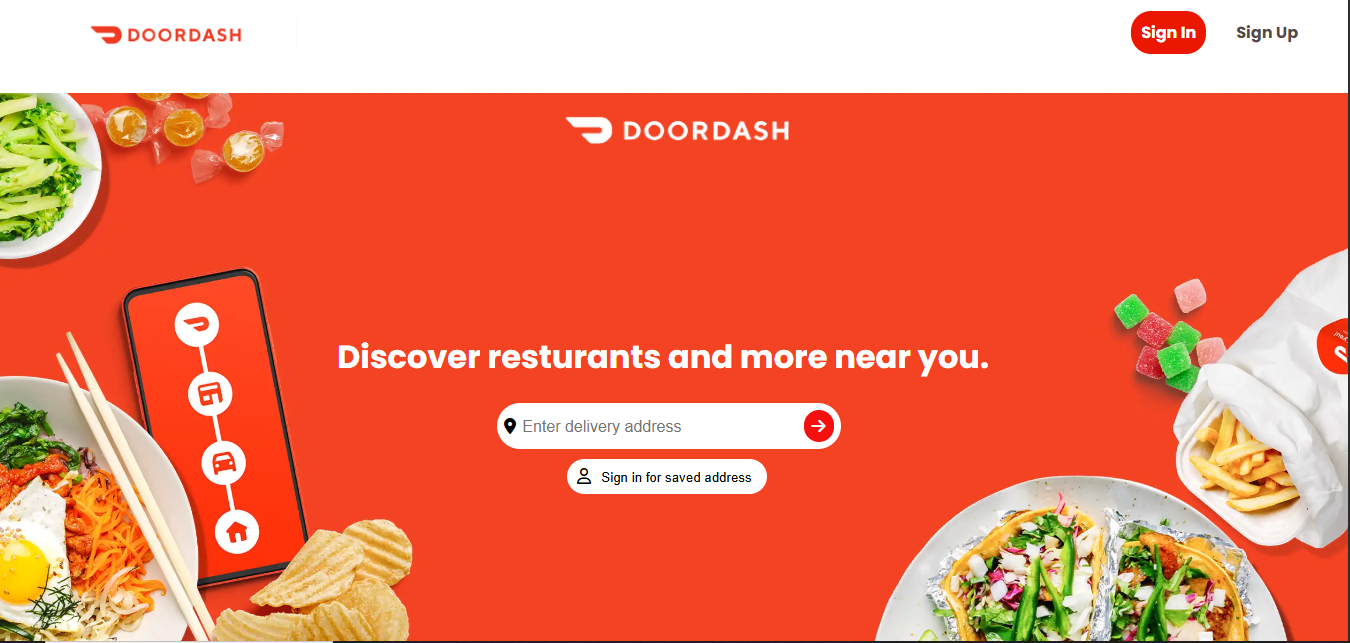 DOORDASH
Sign In
Sign Up
DOORDASH
Discover resturants and more near you.
Enter delivery address
Sign in for saved address